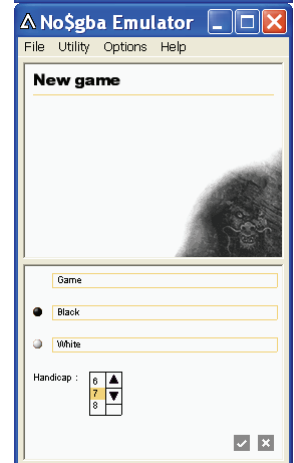 No$gba Emulator
File Utility Options Help
New game
Game
Black
White
Handicap :
6
7
8